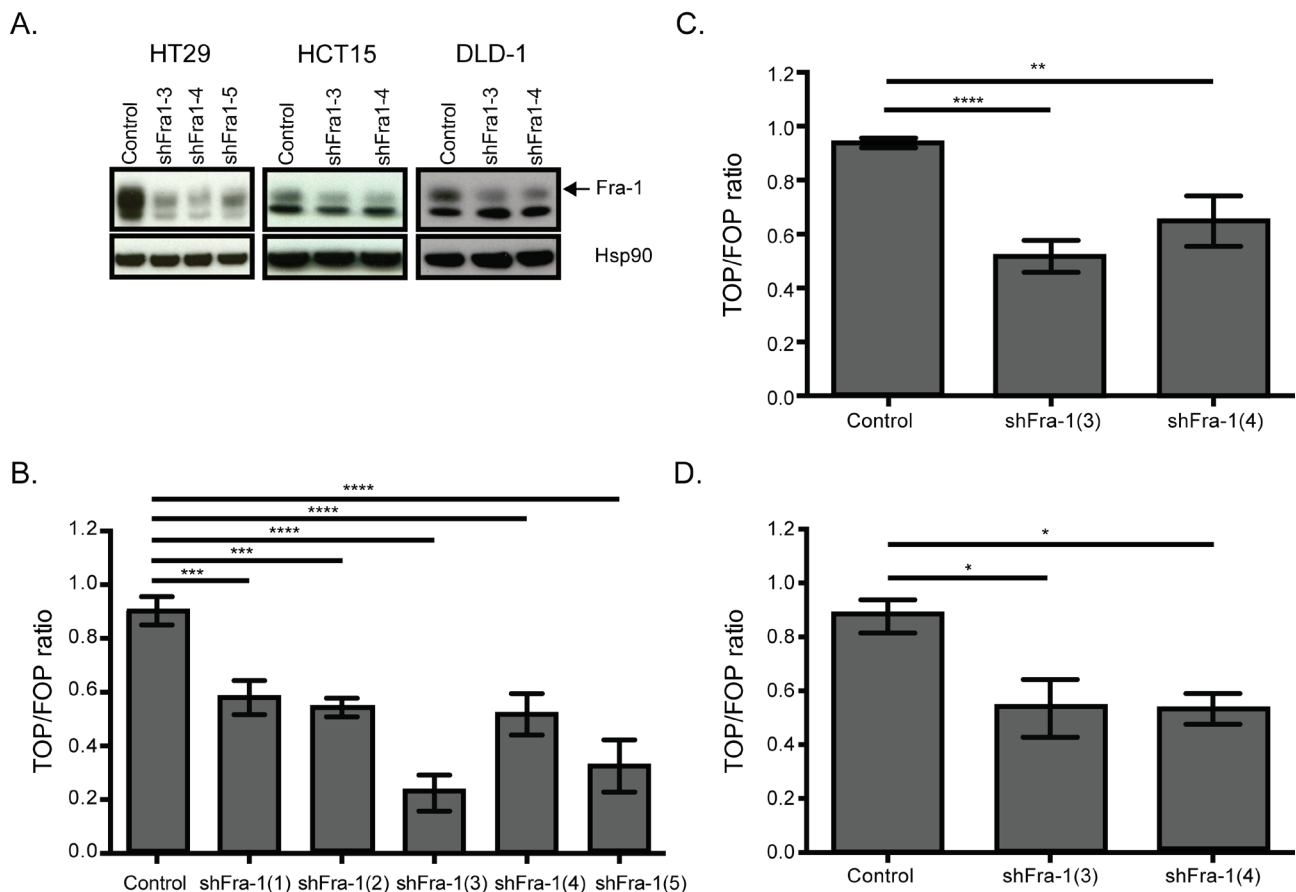 A.
HT29
HCT15
DLD-1
Control
shFra1-3
shFra1-4
shFra1-5
Control
shFra1-3
shFra1-4
Control
shFra1-3
shFra1-4
Fra-1
Hsp90
B.
TOP/FOP ratio
1.2
1.0
0.8
0.6
0.4
0.2
0.0
****
****
****
***
***
Control shFra-1(1) shFra-1(2) shFra-1(3) shFra-1(4) shFra-1(5)
C.
TOP/FOP ratio
1.2
1.0
0.8
0.6
0.4
0.2
0.0
**
****
Control shFra-1(3) shFra-1(4)
D.
TOP/FOP ratio
1.2
1.0
0.8
0.6
0.4
0.2
0.0
*
*
Control shFra-1(3) shFra-1(4)